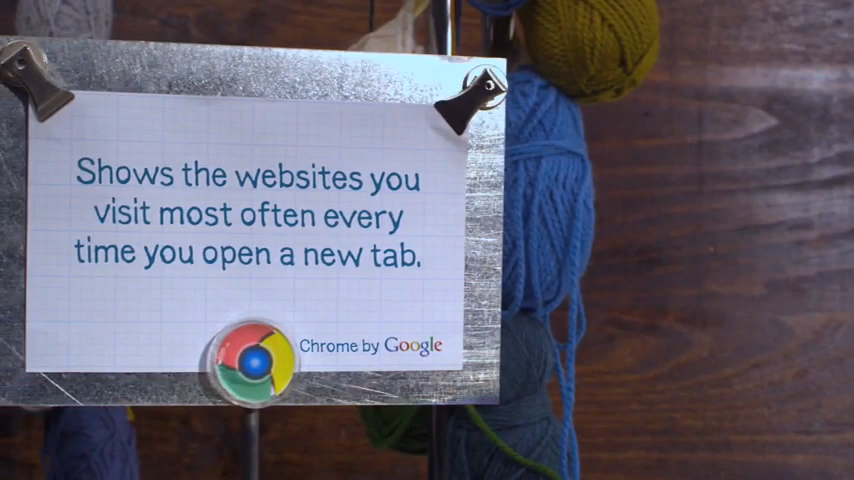 Shows the websites you
visit most often every
time you open a new tab.
Chrome by Google